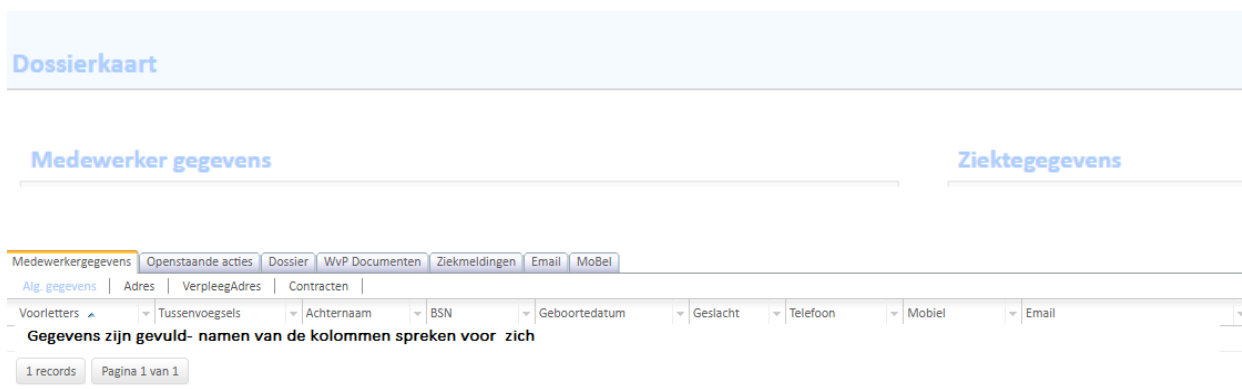 Dossierkaart
Medewerker gegevens Ziektegegevens
Medewerkergegevens Openstaande acties Dossier WvP Documenten Ziekmeldingen Email MoBel
Alg. gegevens | Adres | VerpleegAdres | Contracten |
Voorletters Tussenvoegsels Achternaam BSN Geboortedatum Geslacht Telefoon Mobiel Email
Gegevens zijn gevuld- namen van de kolommen spreken voor zich
1 records Pagina 1 van 1